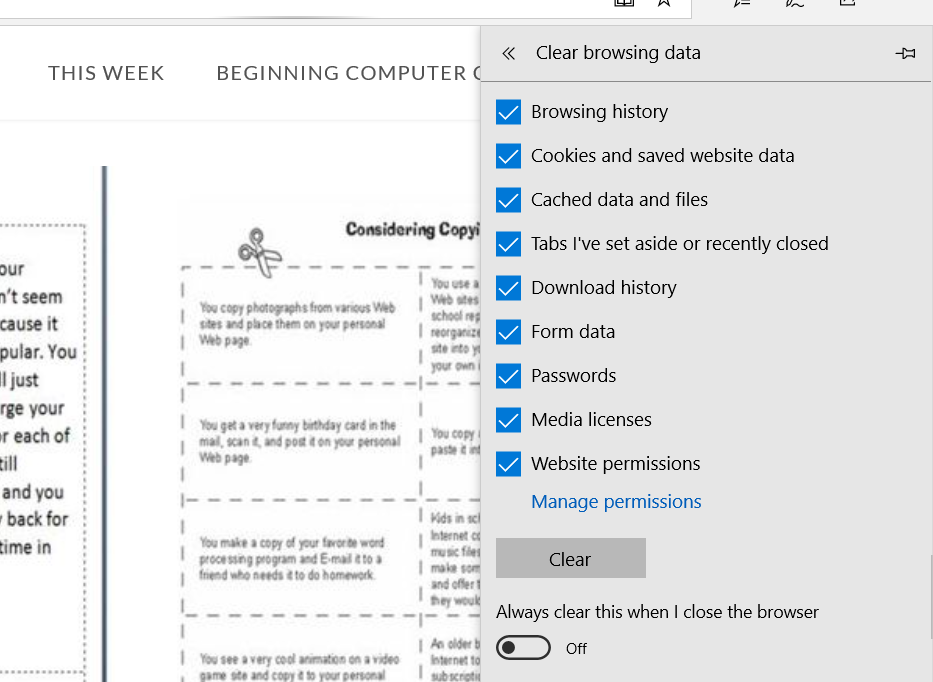 THIS WEEK
BEGINNING COMPUTER
our
n't seem
cause it
pular. You
ll just
rge your
r each of
till
and you
back for
time in
Considering Copyi
You copy photographs from various Web
sites and place them on your personal
Web page.
You use a
Web sites
school rep
reorganize
site into yo
your own
You get a very funny birthday card in the
mail, scan it, and post it on your personal
Web page.
You copy
paste it int
You make a copy of your favorite word
processing program and E-mail it to a
friend who needs it to do homework.
Kids in sch
Internet co
music files
make som
and offer t
they would
You see a very cool animation on a video
game site and copy it to your personal
An older b
Internet to
subscriptio
Clear browsing data
Browsing history
Cookies and saved website data
Cached data and files
Tabs I've set aside or recently closed
Download history
Form data
Passwords
Media licenses
Website permissions
Manage permissions
Clear
Always clear this when I close the browser
Off